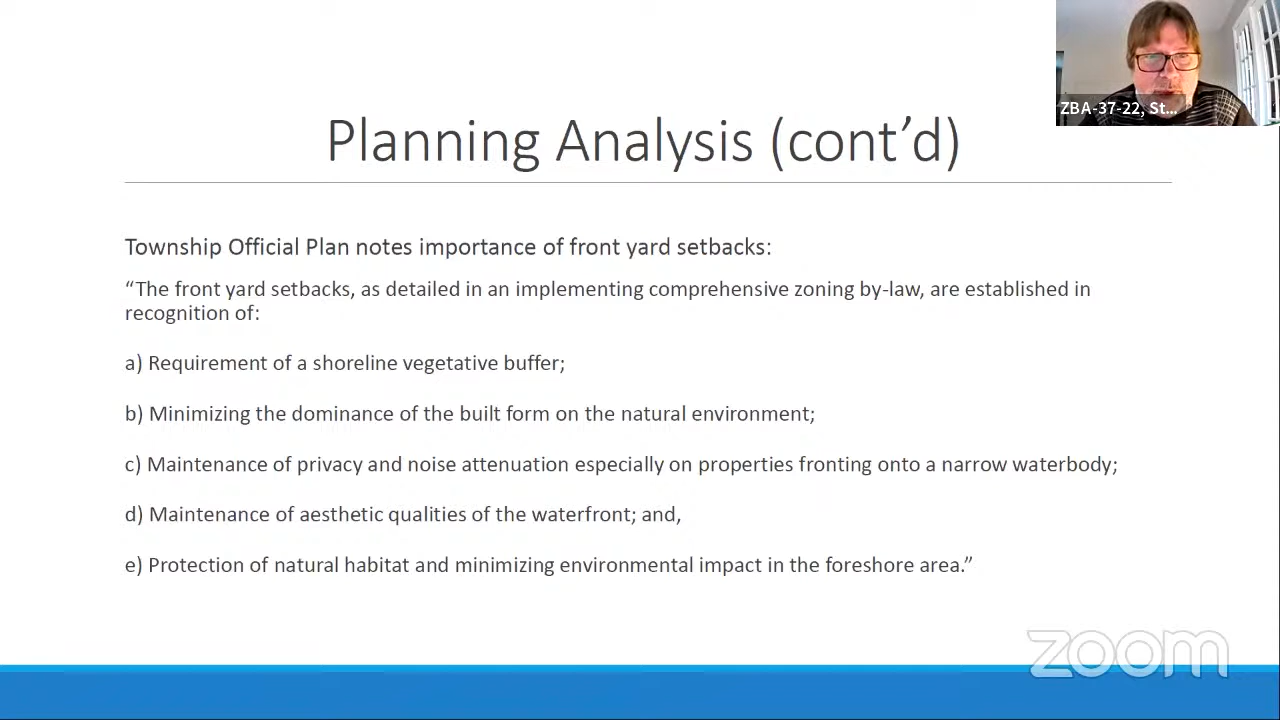 ZBA-37-22, St...
Planning Analysis (cont’d)
Township Official Plan notes importance of front yard setbacks:
“The front yard setbacks, as detailed in an implementing comprehensive zoning by-law, are established in
recognition of:
a) Requirement of a shoreline vegetative buffer;
b) Minimizing the dominance of the built form on the natural environment;
c) Maintenance of privacy and noise attenuation especially on properties fronting onto a narrow waterbody;
d) Maintenance of aesthetic qualities of the waterfront; and,
e) Protection of natural habitat and minimizing environmental impact in the foreshore area.”
zoom